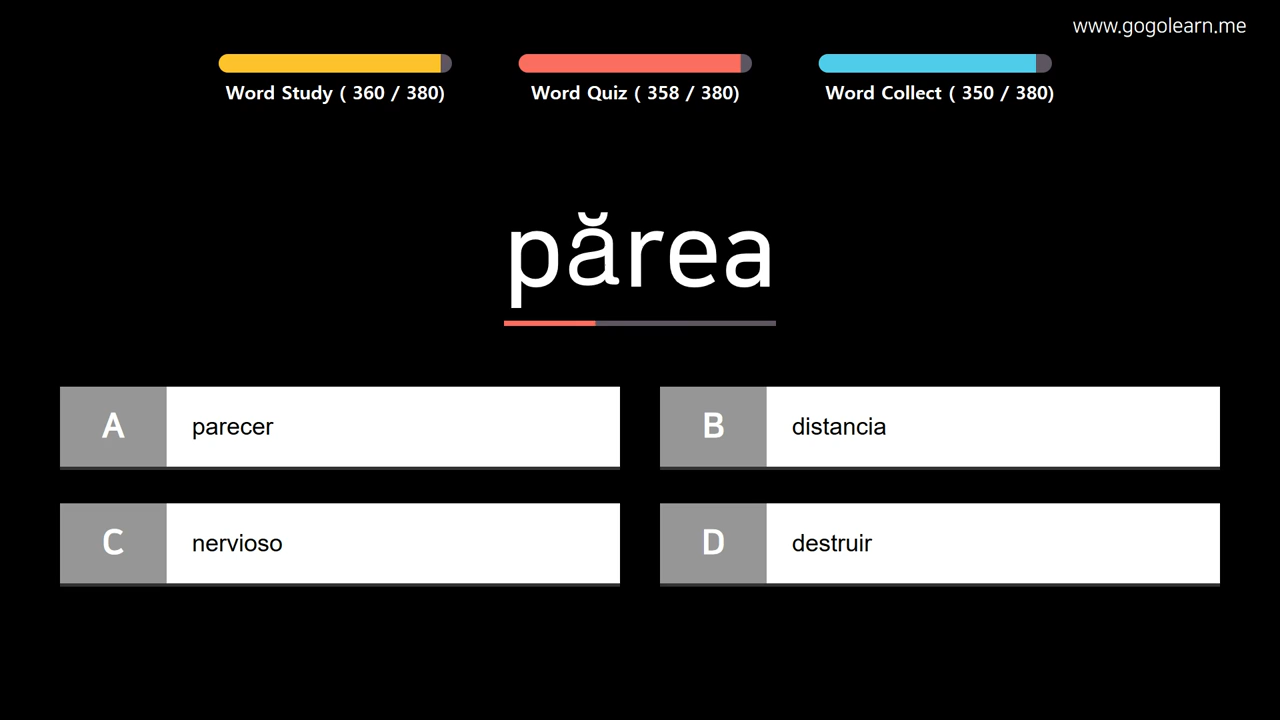 www.gogolearn.me
Word Study ( 360 / 380)
Word Quiz ( 358 / 380)
Word Collect ( 350 / 380)
părea
A parecer
B distancia
C nervioso
D destruir